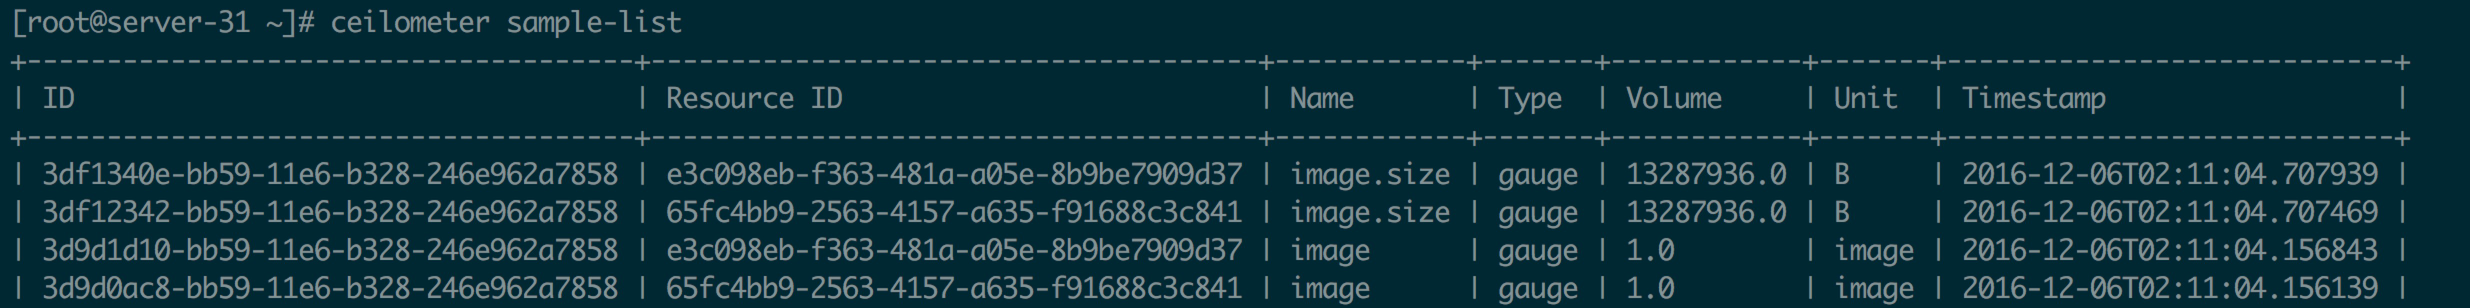 [root@server-31 ~]# ceilometer sample-list
+--------------------------------------+--------------------------------------+------------+-------+------------+-------+----------------------------+
| ID                                   | Resource ID                          | Name       | Type  | Volume     | Unit  | Timestamp                  |
+--------------------------------------+--------------------------------------+------------+-------+------------+-------+----------------------------+
| 3df1340e-bb59-11e6-b328-246e962a7858 | e3c098eb-f363-481a-a05e-8b9be7909d37 | image.size | gauge | 13287936.0 | B     | 2016-12-06T02:11:04.707939 |
| 3df12342-bb59-11e6-b328-246e962a7858 | 65fc4bb9-2563-4157-a635-f91688c3c841 | image.size | gauge | 13287936.0 | B     | 2016-12-06T02:11:04.707469 |
| 3d9d1d10-bb59-11e6-b328-246e962a7858 | e3c098eb-f363-481a-a05e-8b9be7909d37 | image      | gauge | 1.0        | image | 2016-12-06T02:11:04.156843 |
| 3d9d0ac8-bb59-11e6-b328-246e962a7858 | 65fc4bb9-2563-4157-a635-f91688c3c841 | image      | gauge | 1.0        | image | 2016-12-06T02:11:04.156139 |